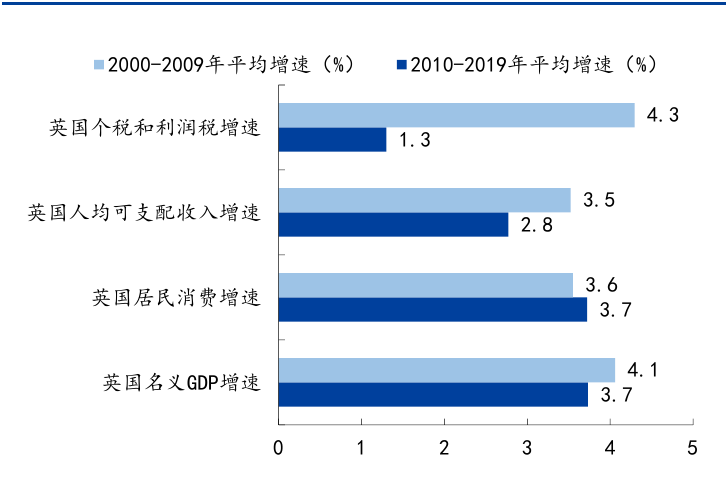 2000-2009年平均增速（%） 2010-2019年平均增速（%）
英国个税和利润税增速 4.3
1.3
英国人均可支配收入增速 3.5
2.8
英国居民消费增速 3.6
3.7
英国名义GDP增速 4.1
3.7
0 1 2 3 4 5